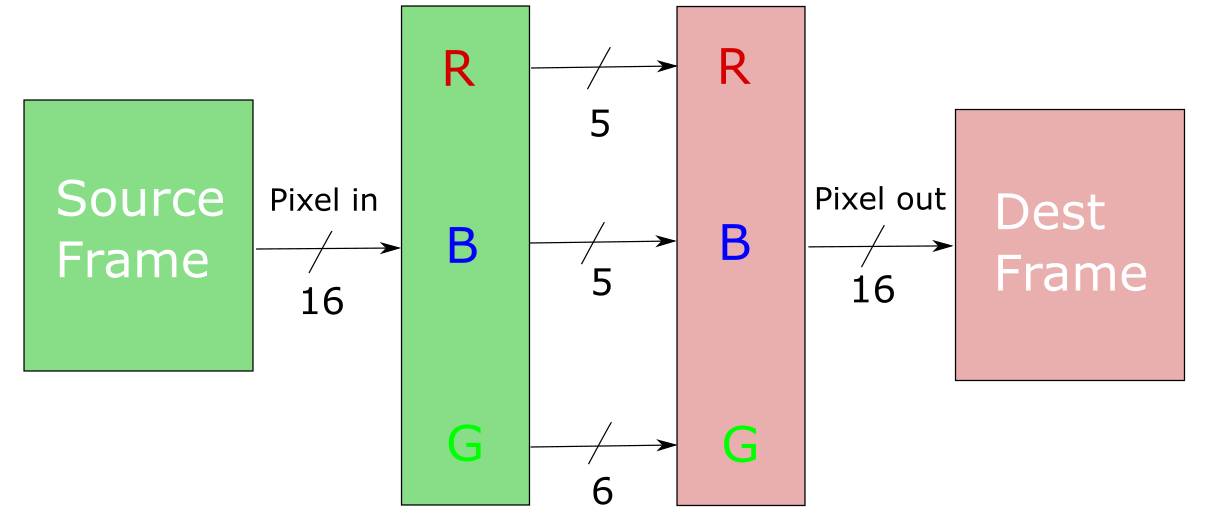 Source
Frame
Pixel in
16
R
B
G
5
5
6
R
B
G
Pixel out
16
Dest
Frame